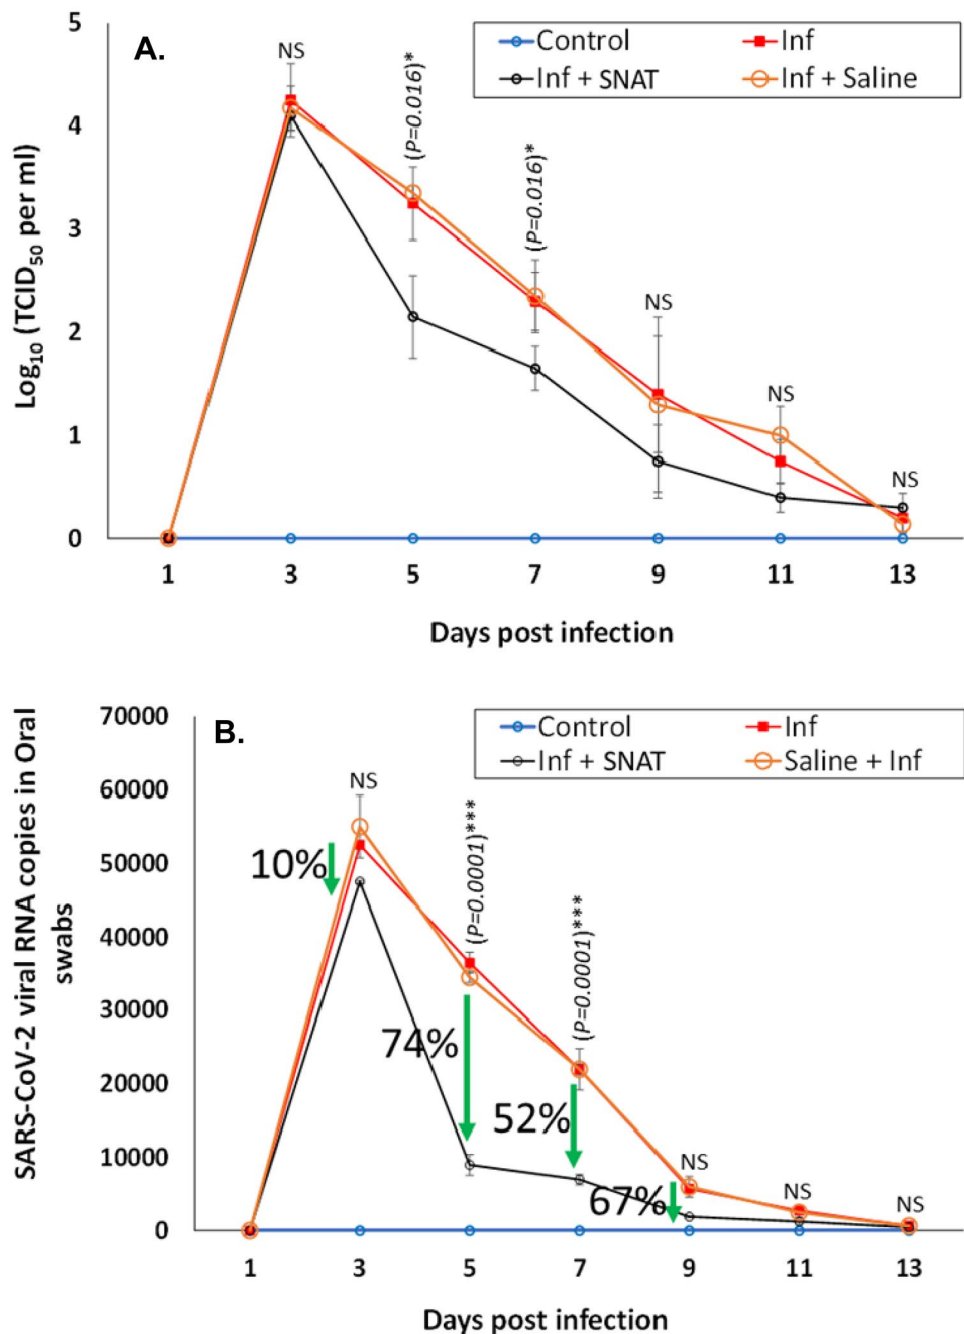 A.
Control
Inf
Inf + SNAT
Inf + Saline
Log10 (TCID50 per ml)
5
4
3
2
1
0
NS
(P=0.016)*
(P=0.016)*
NS
NS
NS
1 3 5 7 9 11 13
Days post infection
B.
Control
Inf
Inf + SNAT
Saline + Inf
SARS-CoV-2 viral RNA copies in Oral
swabs
70000
60000
50000
40000
30000
20000
10000
0
NS
(P=0.0001)***
(P=0.0001)***
NS
NS
NS
10%
74%
52%
67%
1 3 5 7 9 11 13
Days post infection